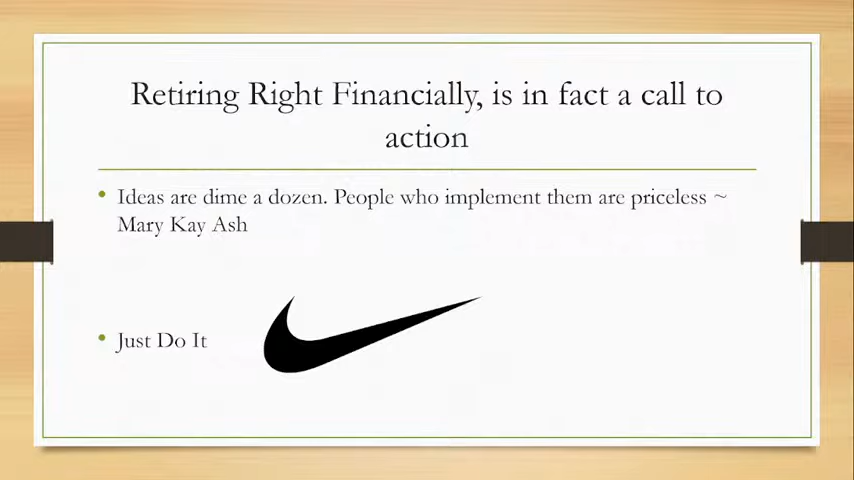 Retiring Right Financially, is in fact a call to
action
• Ideas are dime a dozen. People who implement them are priceless ~
Mary Kay Ash
• Just Do It